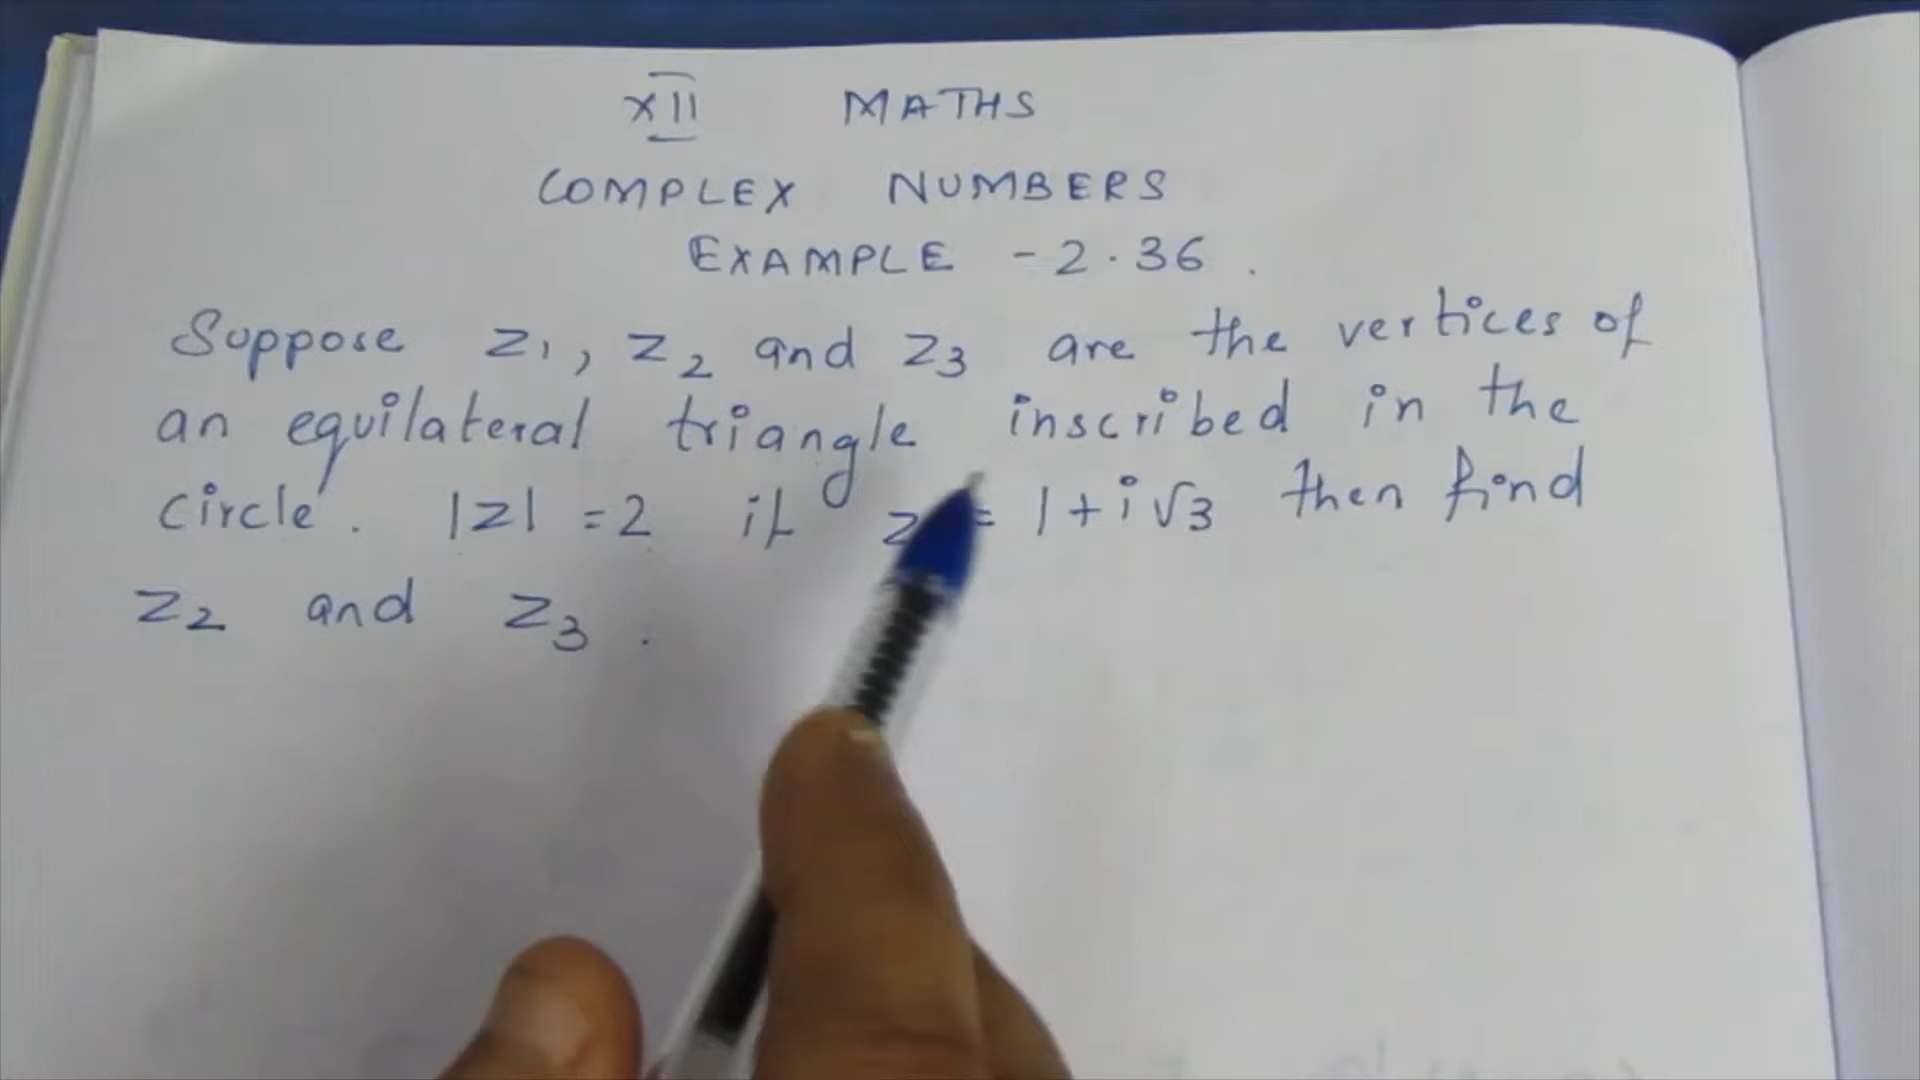 XII MATHS
COMPLEX NUMBERS
EXAMPLE - 2.36.
Suppose z1, z2 and z3 are the vertices of
an equilateral triangle inscribed in the
circle. |z| = 2 if z = 1+i√3 then find
z2 and z3.